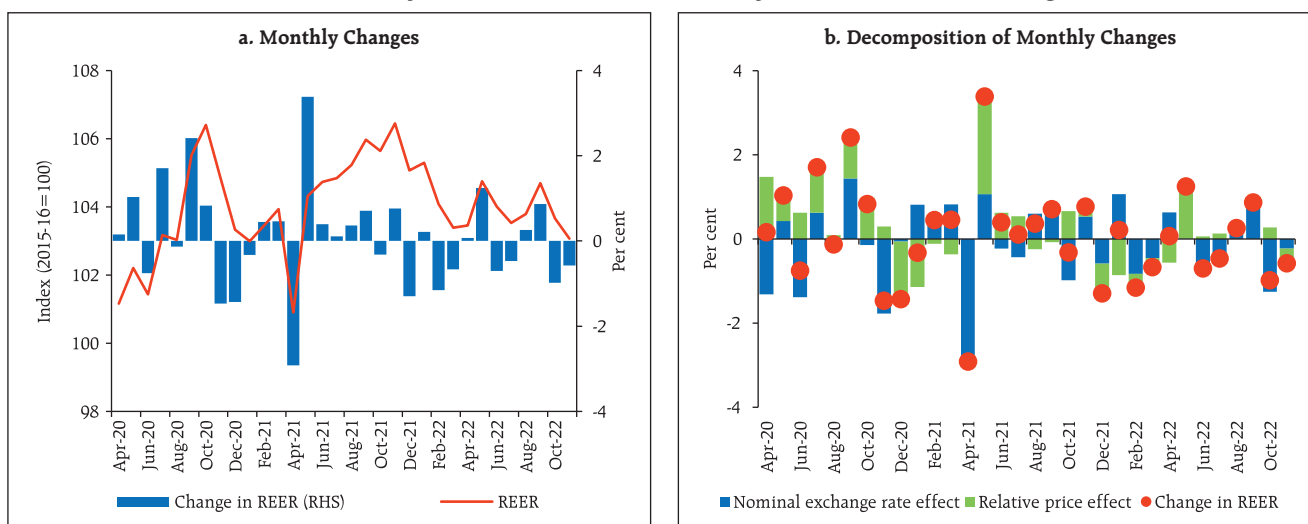 a. Monthly Changes
108
106
104
102
100
98
4
2
0
-2
-4
Index (2015-16=100)
Per cent
Apr-20
Jun-20
Aug-20
Oct-20
Dec-20
Feb-21
Apr-21
Jun-21
Aug-21
Oct-21
Dec-21
Feb-22
Apr-22
Jun-22
Aug-22
Oct-22
Change in REER (RHS)
REER
b. Decomposition of Monthly Changes
4
2
0
-2
-4
Per cent
Apr-20
Jun-20
Aug-20
Oct-20
Dec-20
Feb-21
Apr-21
Jun-21
Aug-21
Oct-21
Dec-21
Feb-22
Apr-22
Jun-22
Aug-22
Oct-22
Nominal exchange rate effect
Relative price effect
Change in REER